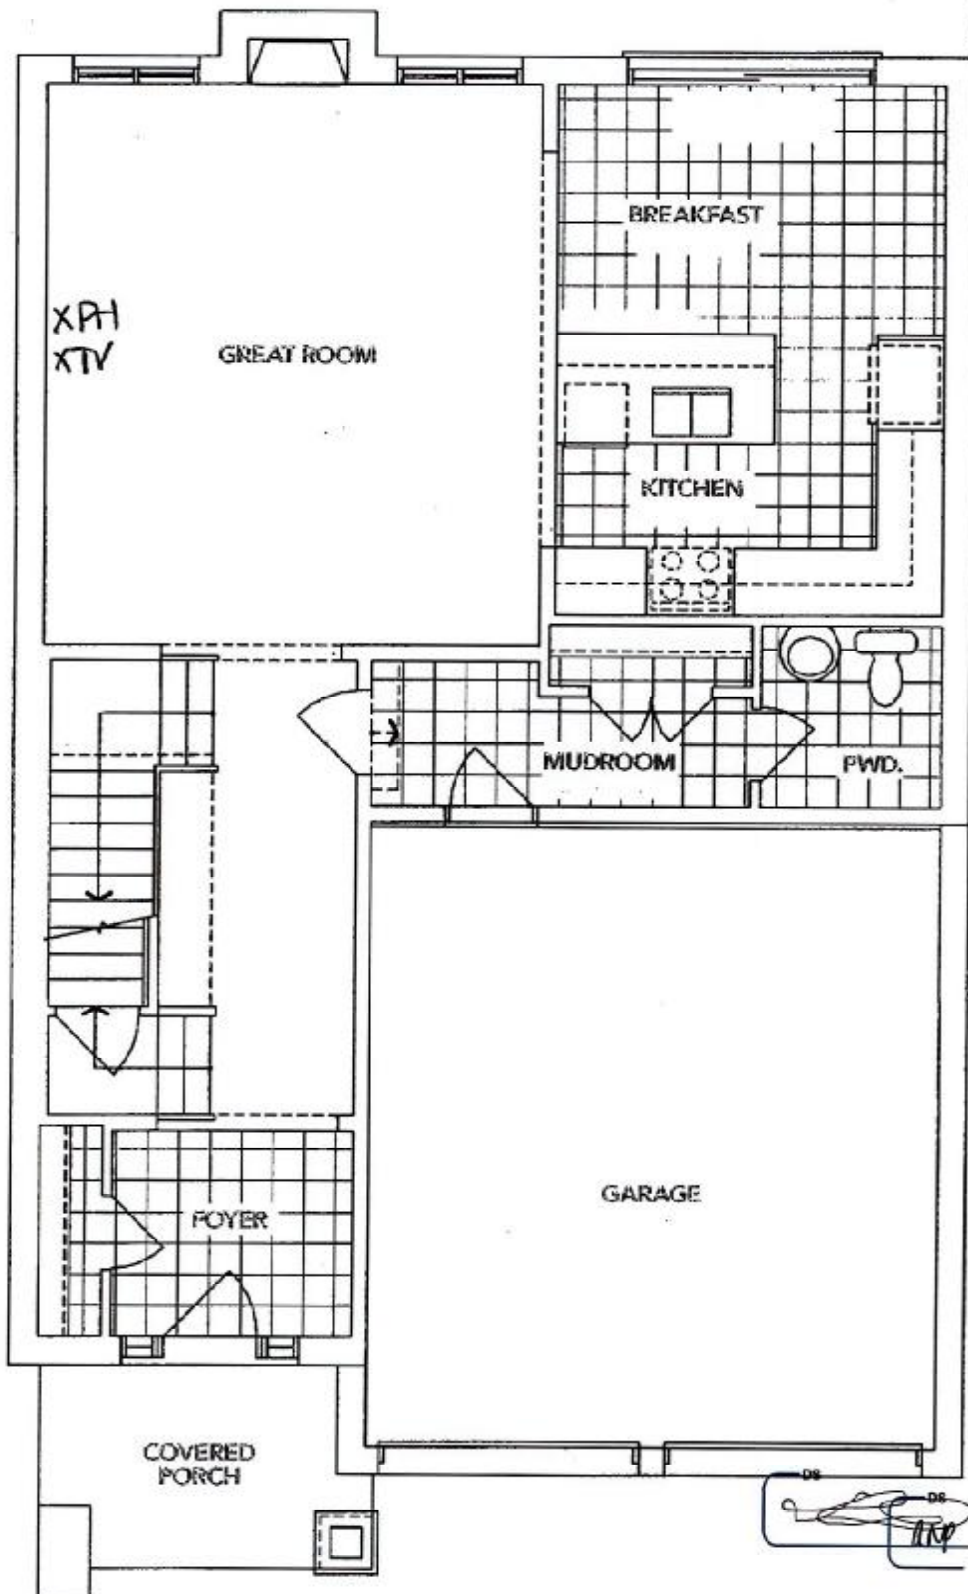 BREAKFAST
XPH
XTV
GREAT ROOM
KITCHEN
MUDROOM
PWD.
GARAGE
FOYER
COVERED
PORCH
DS
DS